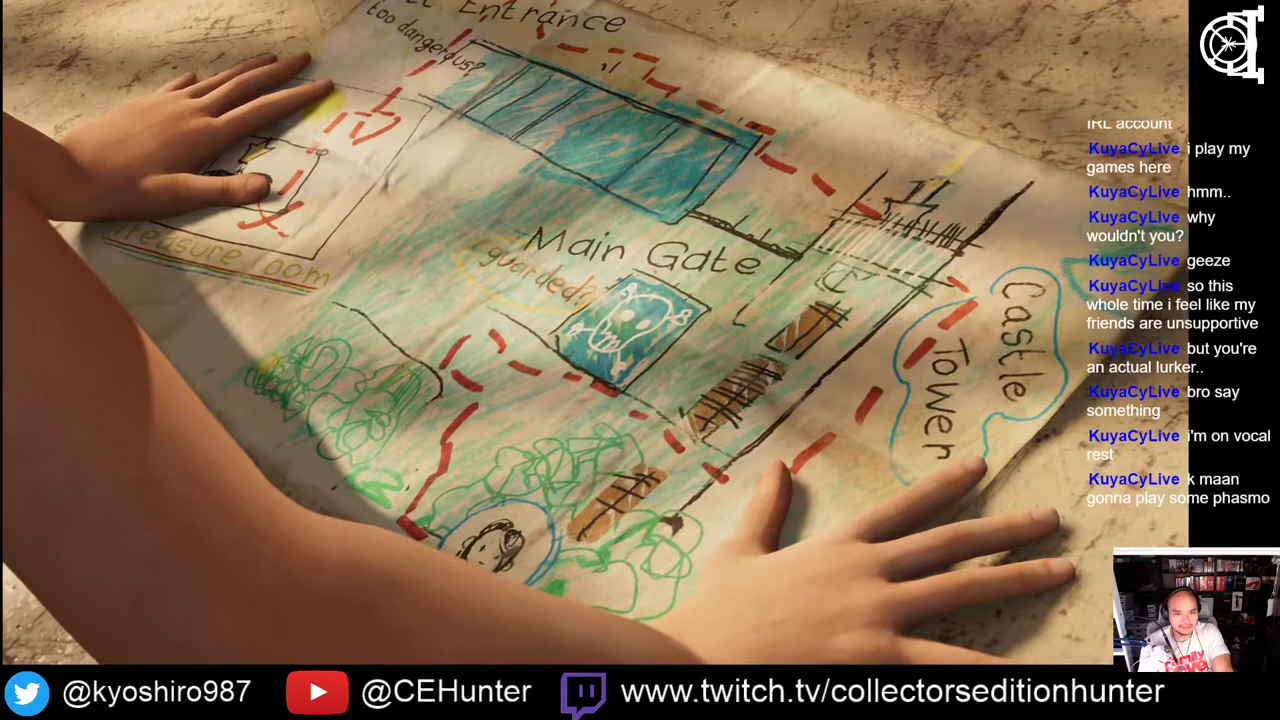 Entrance
too dangerous?
Treasure room
Main Gate
guarded?
Castle
Tower
IRL account
KuyaCyLive i play my
games here
KuyaCyLive hmm..
KuyaCyLive why
wouldn't you?
KuyaCyLive geeze
KuyaCyLive so this
whole time i feel like my
friends are unsupportive
KuyaCyLive but you're
an actual lurker..
KuyaCyLive bro say
something
KuyaCyLive i'm on vocal
rest
KuyaCyLive k maan
gonna play some phasmo
@kyoshiro987
@CEHunter
www.twitch.tv/collectorseditionhunter